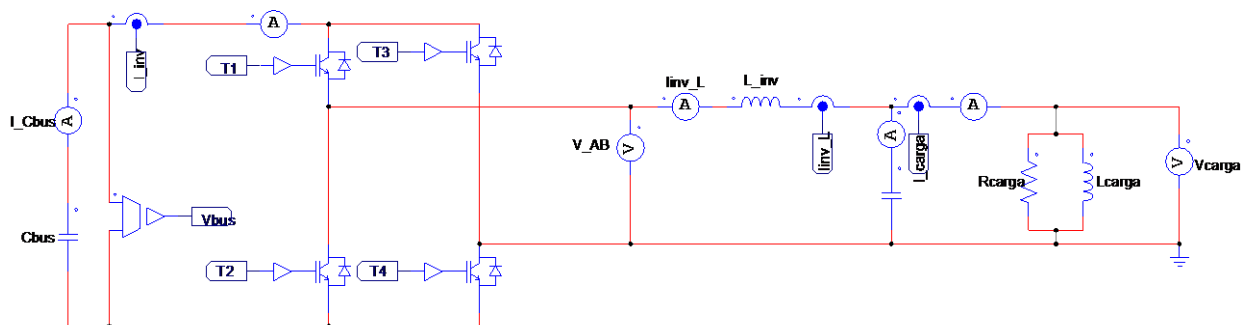 I_inv
A
T1
T3
I_Cbus
A
Cbus
Vbus
T2
T4
V_AB
V
Iinv_L
A
L_inv
Iinv_L
A
I_carga
A
Rcarga
Lcarga
V
Vcarga